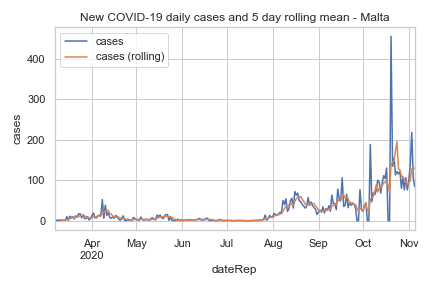 New COVID-19 daily cases and 5 day rolling mean - Malta
cases
cases (rolling)
cases
400
300
200
100
0
Apr
2020
May
Jun
Jul
Aug
Sep
Oct
Nov
dateRep